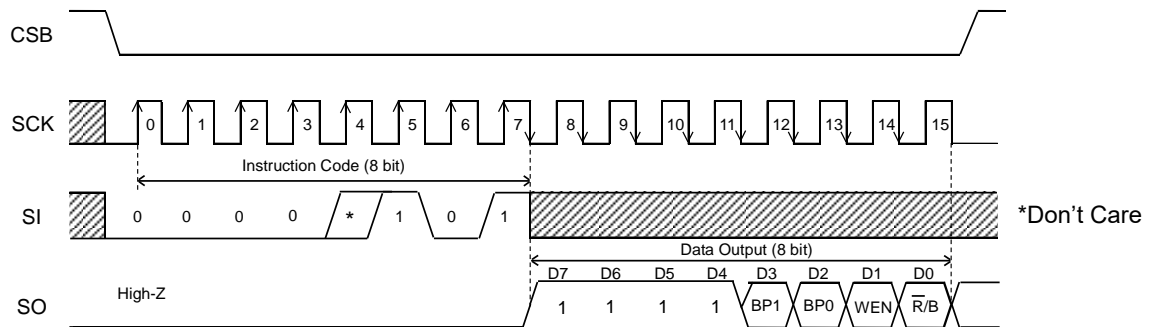 CSB
SCK
0 1 2 3 4 5 6 7 8 9 10 11 12 13 14 15
Instruction Code (8 bit)
SI
0 0 0 0 * 1 0 1
*Don't Care
Data Output (8 bit)
D7 D6 D5 D4 D3 D2 D1 D0
SO
High-Z
1 1 1 1 BP1 BP0 WEN R̅/B